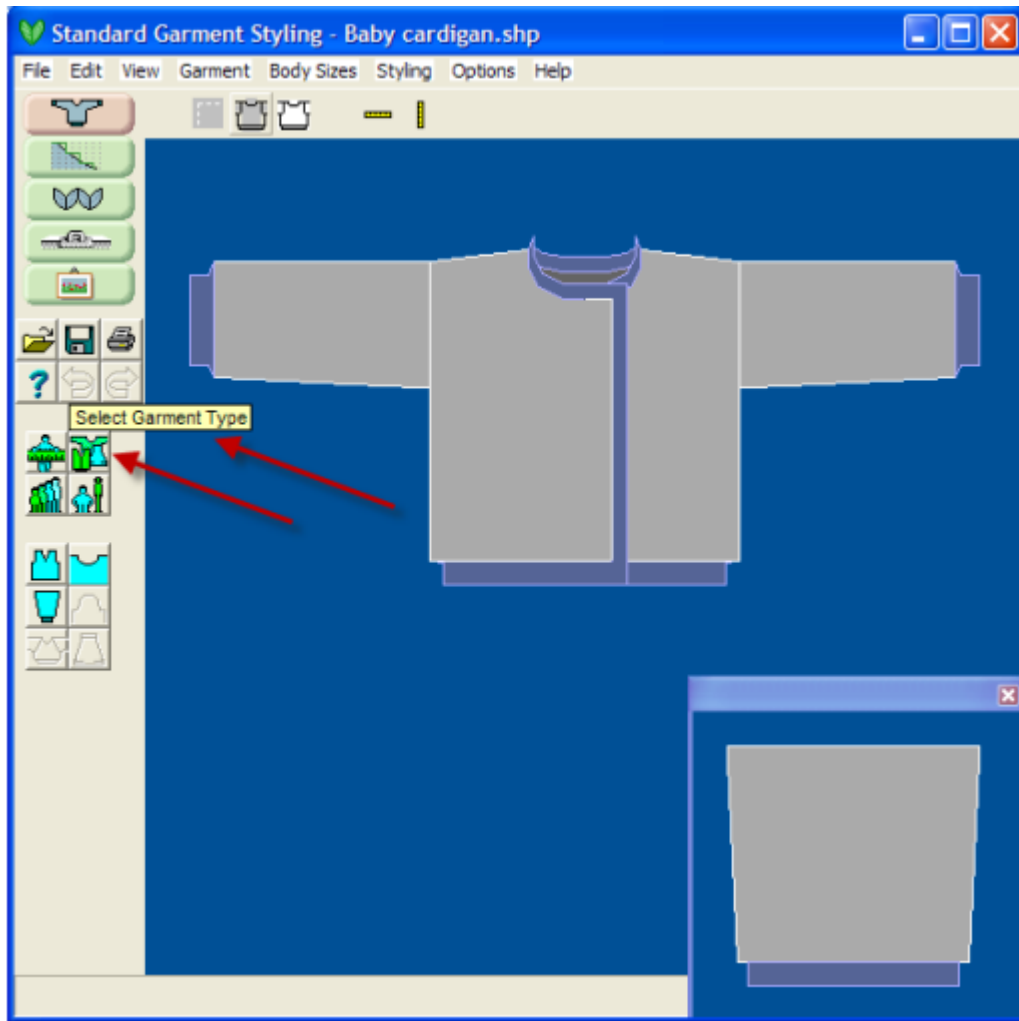 Standard Garment Styling - Baby cardigan.shp
File Edit View Garment Body Sizes Styling Options Help
?
Select Garment Type